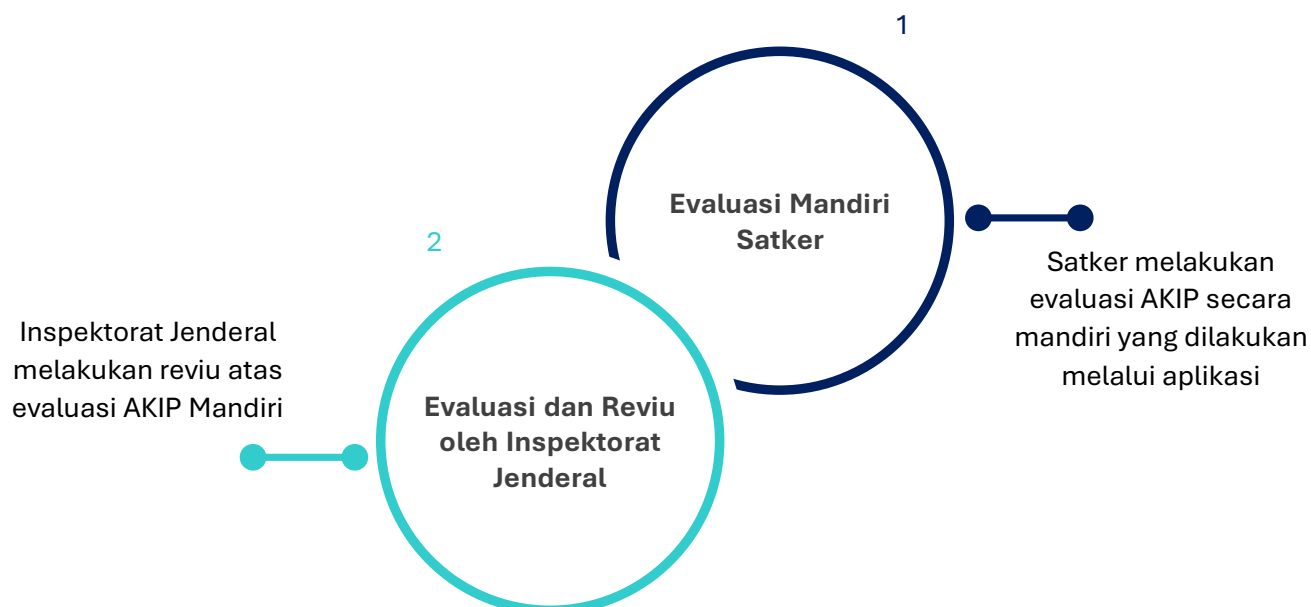 1
Evaluasi Mandiri
Satker
Satker melakukan
evaluasi AKIP secara
mandiri yang dilakukan
melalui aplikasi
2
Evaluasi dan Reviu
oleh Inspektorat
Jenderal
Inspektorat Jenderal
melakukan reviu atas
evaluasi AKIP Mandiri